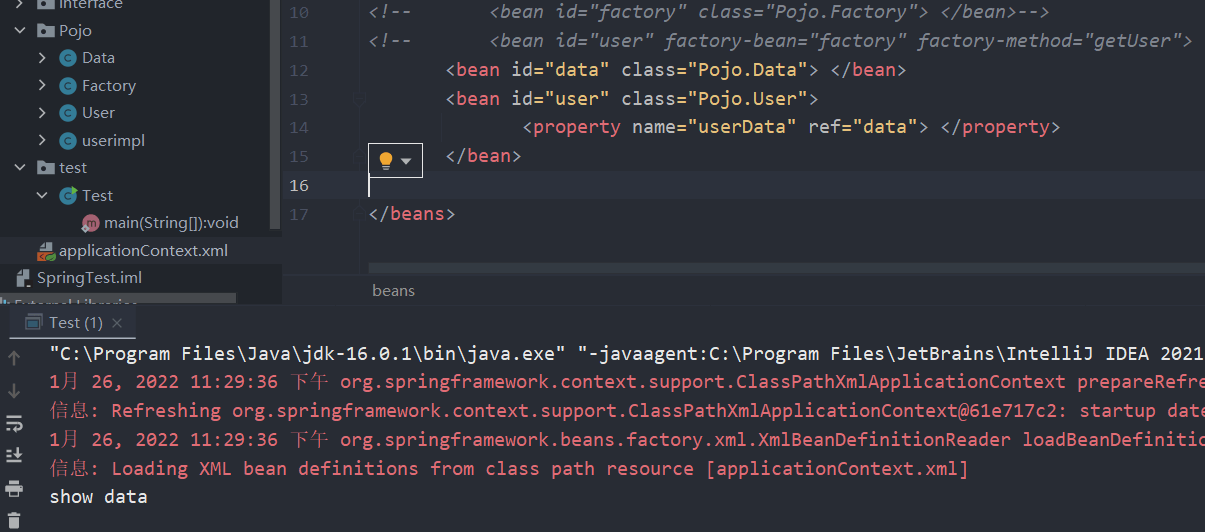 interface
Pojo
Data
Factory
User
userimpl
test
Test
main(String[]):void
applicationContext.xml
SpringTest.iml
External Libraries
10 <!-- <bean id="factory" class="Pojo.Factory"> </bean>-->
11 <!-- <bean id="user" factory-bean="factory" factory-method="getUser">
12 <bean id="data" class="Pojo.Data"> </bean>
13 <bean id="user" class="Pojo.User">
14 <property name="userData" ref="data"> </property>
15 </bean>
16
17 </beans>
beans
Test (1) ×
"C:\Program Files\Java\jdk-16.0.1\bin\java.exe" "-javaagent:C:\Program Files\JetBrains\IntelliJ IDEA 2021
1月 26, 2022 11:29:36 下午 org.springframework.context.support.ClassPathXmlApplicationContext prepareRefre
信息: Refreshing org.springframework.context.support.ClassPathXmlApplicationContext@61e717c2: startup date
1月 26, 2022 11:29:36 下午 org.springframework.beans.factory.xml.XmlBeanDefinitionReader loadBeanDefinitio
信息: Loading XML bean definitions from class path resource [applicationContext.xml]
show data